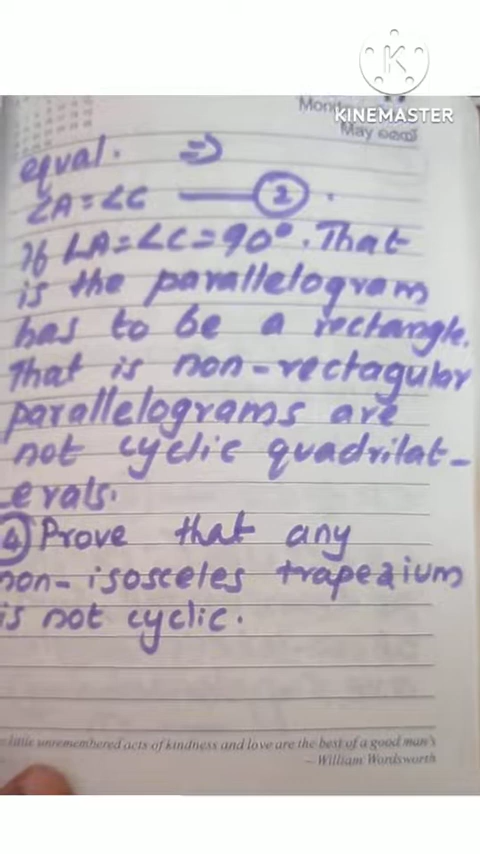 KINEMASTER
May മെയ്
equal. ⇒
∠A = ∠C —— ②.
If ∠A = ∠C = 90°. That
is the parallelogram
has to be a rectangle.
That is non-rectagular
parallelograms are
not cyclic quadrilat-
erals.
④ Prove that any
non-isosceles trapezium
is not cyclic.
little unremembered acts of kindness and love are the best of a good man's
~ William Wordsworth